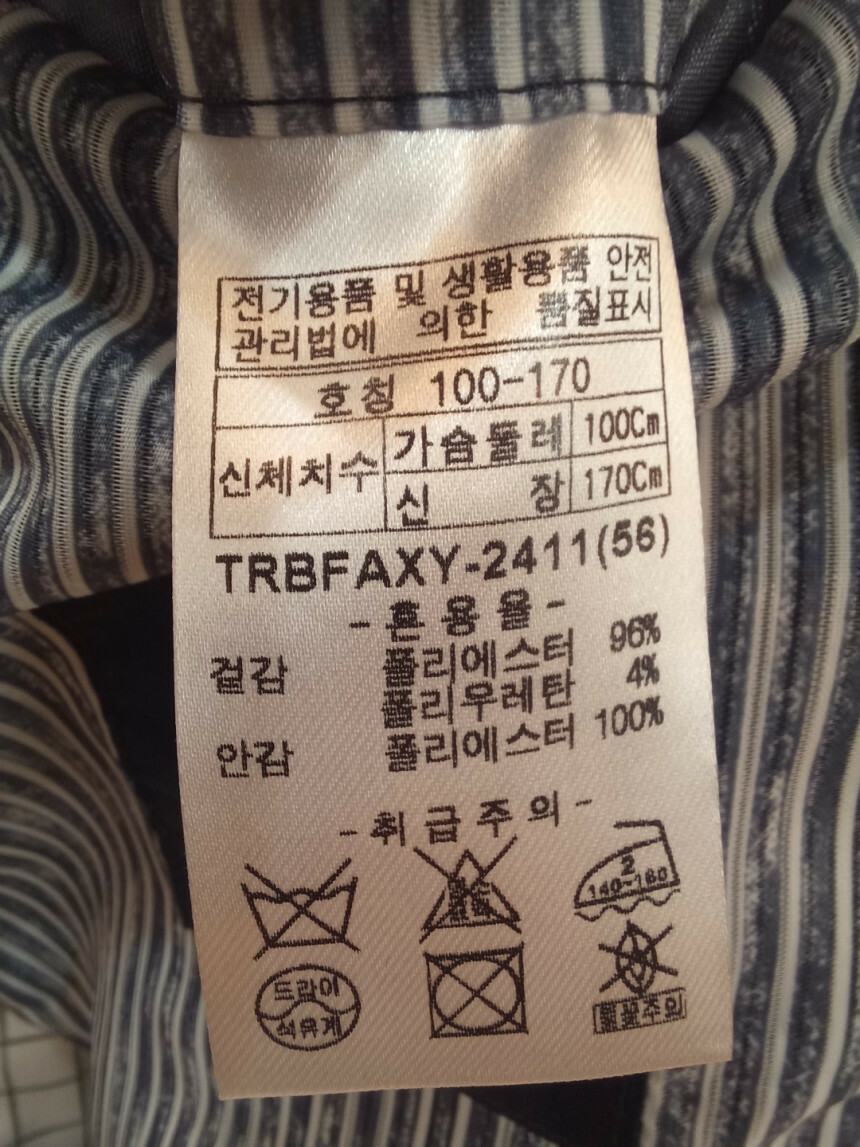 전기용품 및 생활용품 안전
관리법에 의한 품질표시
호칭 100-170
신체치수 가슴둘레 100Cm
신 장 170Cm
TRBFAXY-2411(56)
-혼용율-
겉감 폴리에스터 96%
폴리우레탄 4%
안감 폴리에스터 100%
-취급주의-
2
140~160
드라이
석유계